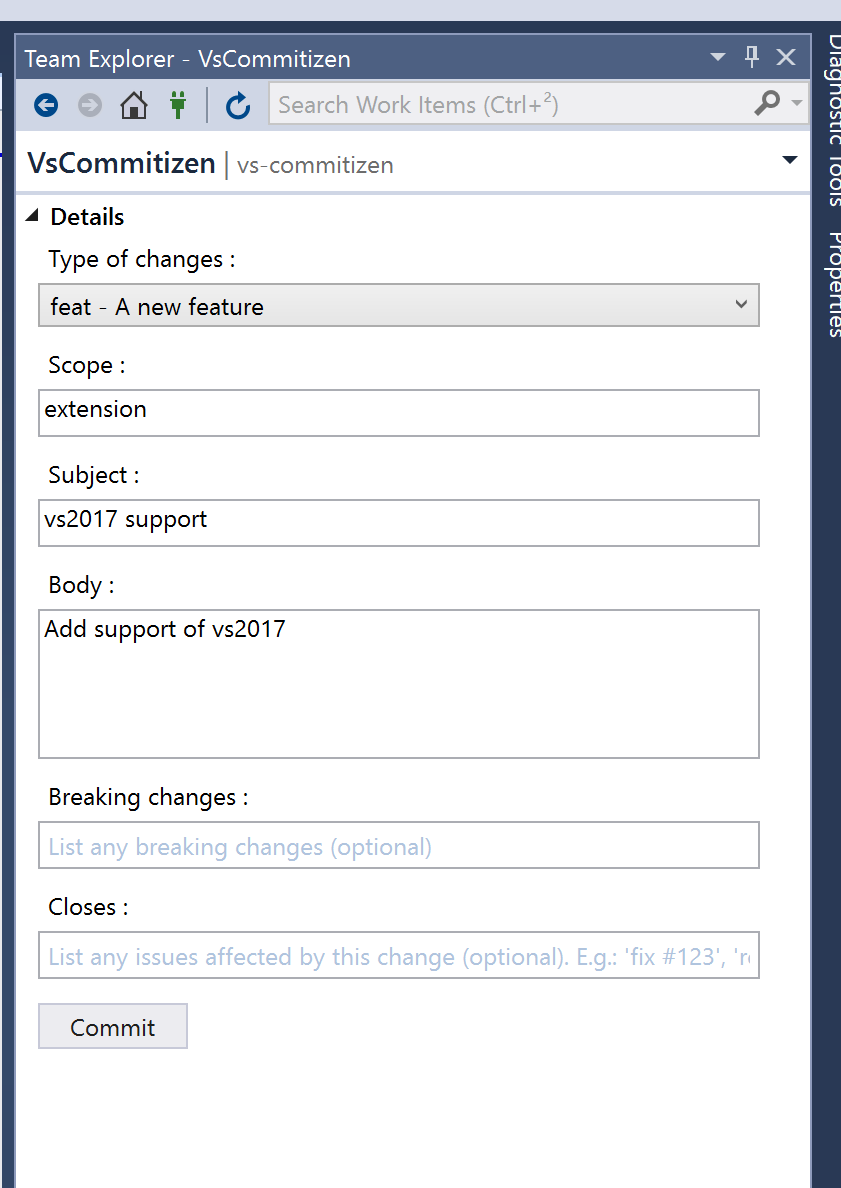 Team Explorer - VsCommitizen
Search Work Items (Ctrl+²)
VsCommitizen | vs-commitizen
Details
Type of changes :
feat - A new feature
Scope :
extension
Subject :
vs2017 support
Body :
Add support of vs2017
Breaking changes :
List any breaking changes (optional)
Closes :
List any issues affected by this change (optional). E.g.: 'fix #123', 're
Commit
Diagnostic Tools
Properties